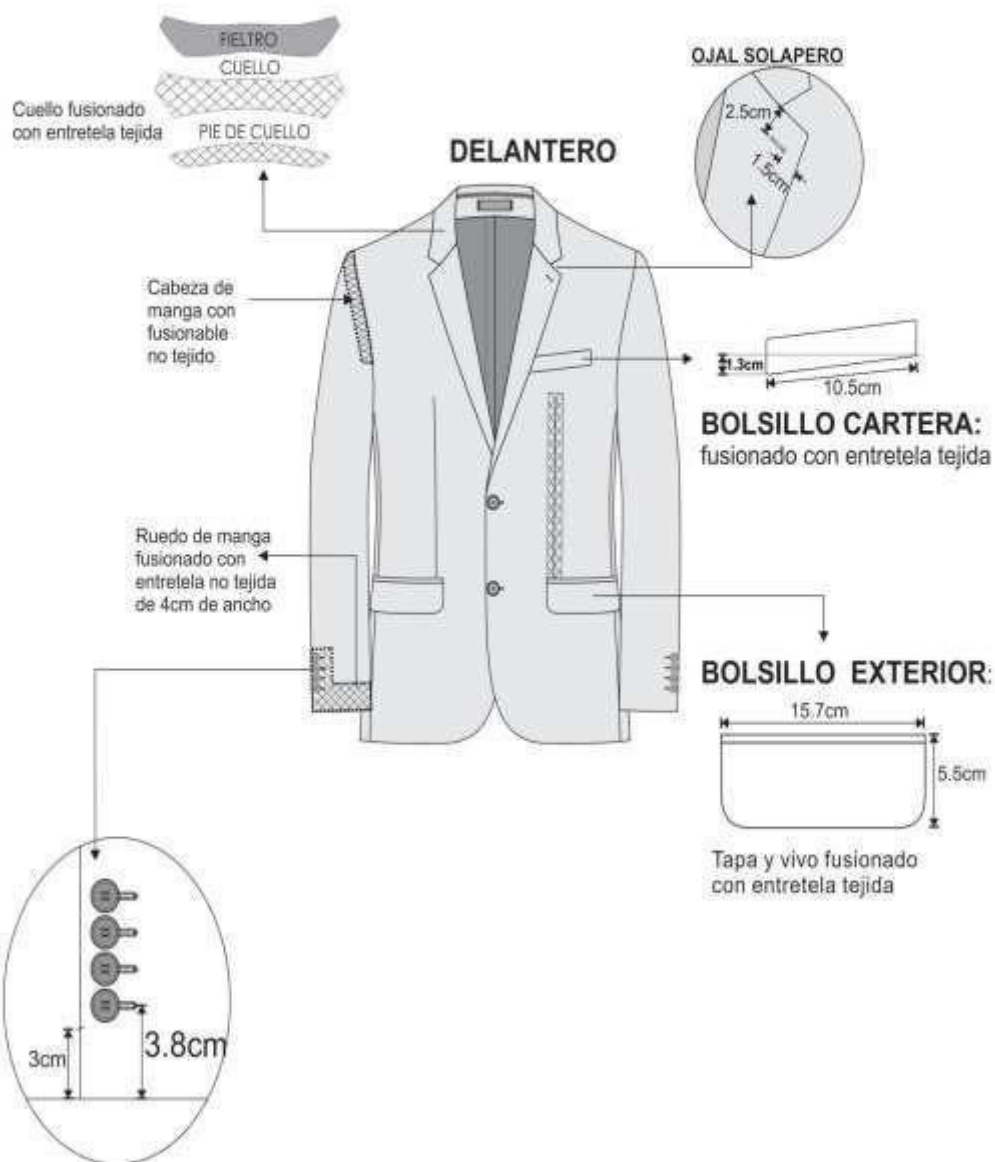 FIELTRO
CUELLO
Cuello fusionado
con entretela tejida
PIE DE CUELLO
OJAL SOLAPERO
2.5cm
1.5cm
DELANTERO
Cabeza de
manga con
fusionable
no tejido
1.3cm
10.5cm
BOLSILLO CARTERA:
fusionado con entretela tejida
Ruedo de manga
fusionado con
entretela no tejida
de 4cm de ancho
BOLSILLO EXTERIOR:
15.7cm
5.5cm
Tapa y vivo fusionado
con entretela tejida
3cm
3.8cm